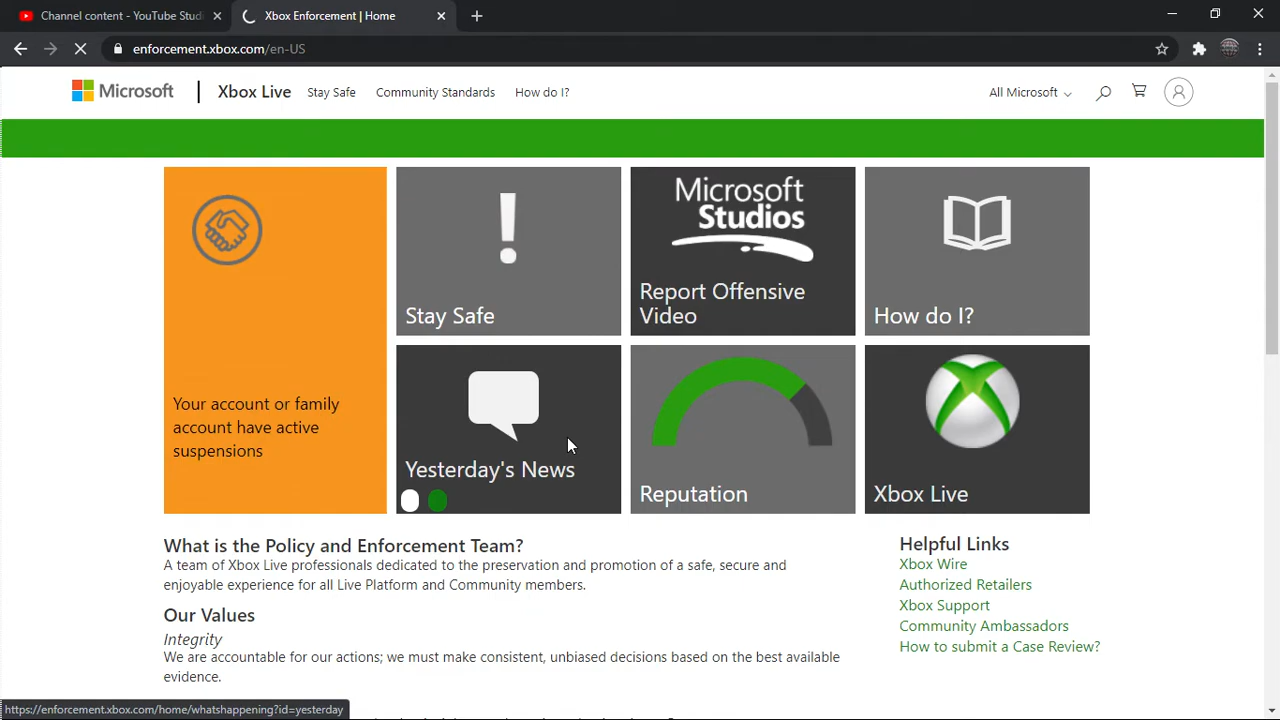 Channel content - YouTube Studi
Xbox Enforcement | Home
enforcement.xbox.com/en-US
Microsoft
Xbox Live
Stay Safe
Community Standards
How do I?
All Microsoft
Your account or family
account have active
suspensions
Stay Safe
Microsoft
Studios
Report Offensive
Video
How do I?
Yesterday's News
Reputation
Xbox Live
What is the Policy and Enforcement Team?
A team of Xbox Live professionals dedicated to the preservation and promotion of a safe, secure and
enjoyable experience for all Live Platform and Community members.
Our Values
Integrity
We are accountable for our actions; we must make consistent, unbiased decisions based on the best available
evidence.
Helpful Links
Xbox Wire
Authorized Retailers
Xbox Support
Community Ambassadors
How to submit a Case Review?
https://enforcement.xbox.com/home/whatshappening?id=yesterday